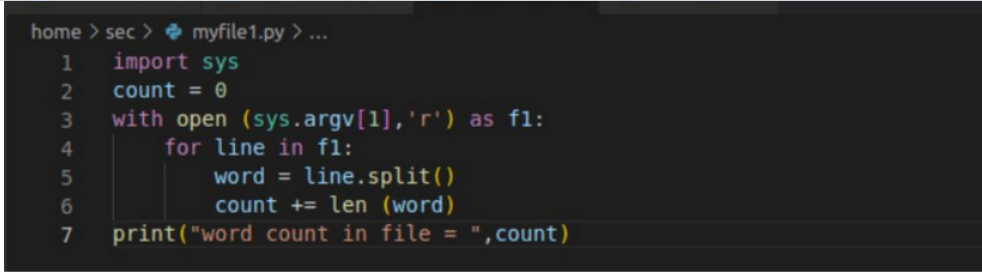 home > sec > myfile1.py > ...
1 import sys
2 count = 0
3 with open (sys.argv[1],'r') as f1:
4     for line in f1:
5         word = line.split()
6         count += len (word)
7 print("word count in file = ",count)